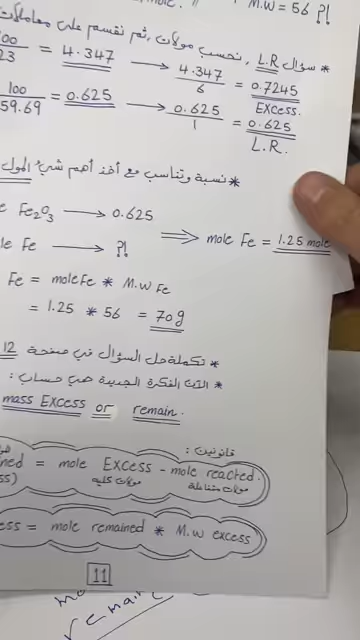 mole. ! M.W = 56 ?!
* سؤال L.R ، نحسب مولات ، ثم نقسم على معاملات
100/23 = 4.347 → 4.347/6 = 0.7245 Excess.
100/159.69 = 0.625 → 0.625/1 = 0.625 L.R.
* نسبة وتناسب مع أخذ أهم شيء المول
Fe₂O₃ → 0.625
Fe → ?!
⟹ mole Fe = 1.25 mole
Fe = mole Fe * M.W Fe
= 1.25 * 56 = 70 g
* تكملة حل السؤال في صفحة 12
* الآن الفكرة الجديدة هي حساب :
mass Excess or remain.
قانونين :
= mole Excess - mole reacted.
مولات كلية مولات متفاعلة
= mole remained * M.W excess
11